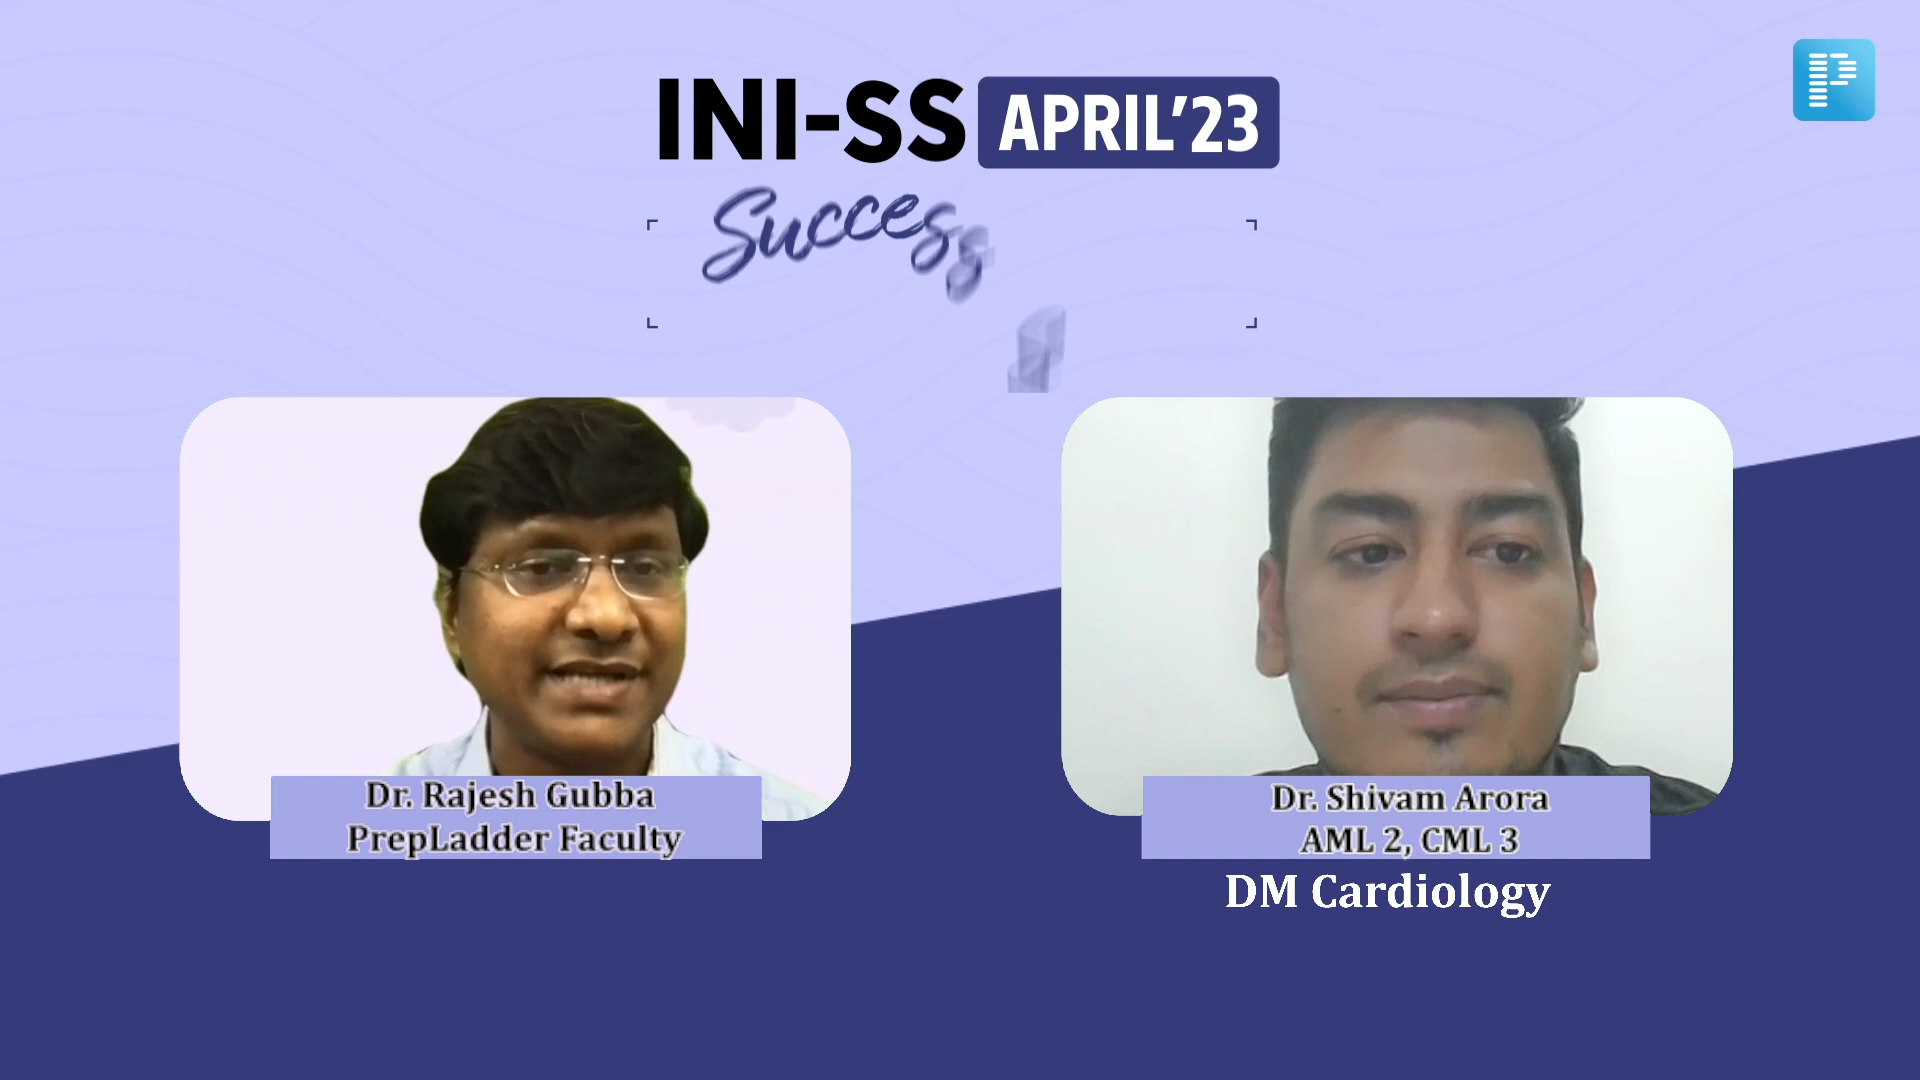 INI-SS APRIL'23
Success
Dr. Rajesh Gubba
PrepLadder Faculty
Dr. Shivam Arora
AML 2, CML 3
DM Cardiology